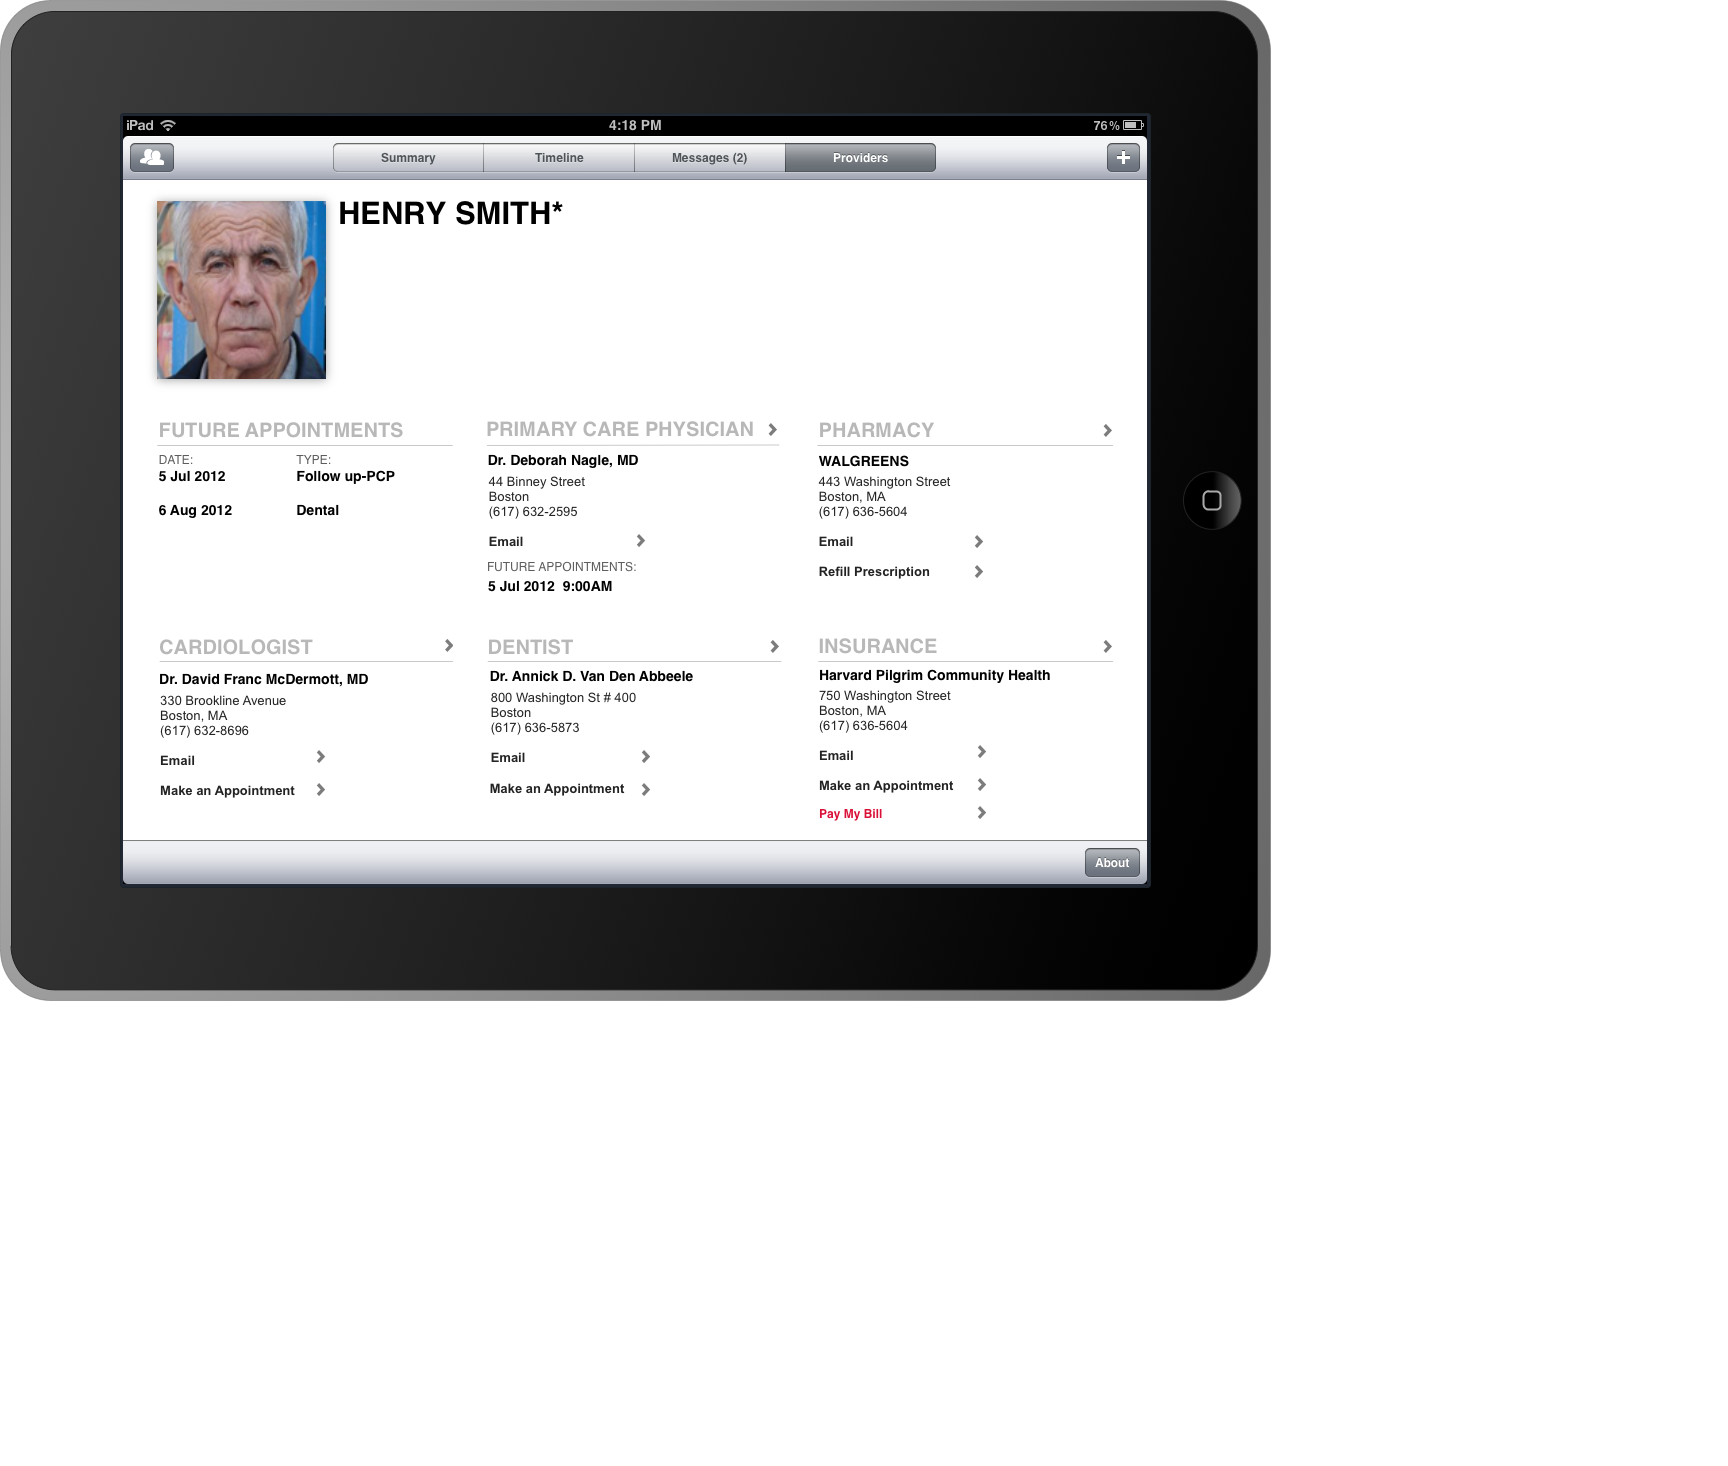 iPad 4:18 PM 76%
Summary Timeline Messages (2) Providers
HENRY SMITH*
FUTURE APPOINTMENTS
DATE: TYPE:
5 Jul 2012 Follow up-PCP
6 Aug 2012 Dental
PRIMARY CARE PHYSICIAN
Dr. Deborah Nagle, MD
44 Binney Street
Boston
(617) 632-2595
Email
FUTURE APPOINTMENTS:
5 Jul 2012 9:00AM
PHARMACY
WALGREENS
443 Washington Street
Boston, MA
(617) 636-5604
Email
Refill Prescription
CARDIOLOGIST
Dr. David Franc McDermott, MD
330 Brookline Avenue
Boston, MA
(617) 632-8696
Email
Make an Appointment
DENTIST
Dr. Annick D. Van Den Abbeele
800 Washington St # 400
Boston
(617) 636-5873
Email
Make an Appointment
INSURANCE
Harvard Pilgrim Community Health
750 Washington Street
Boston, MA
(617) 636-5604
Email
Make an Appointment
Pay My Bill
About